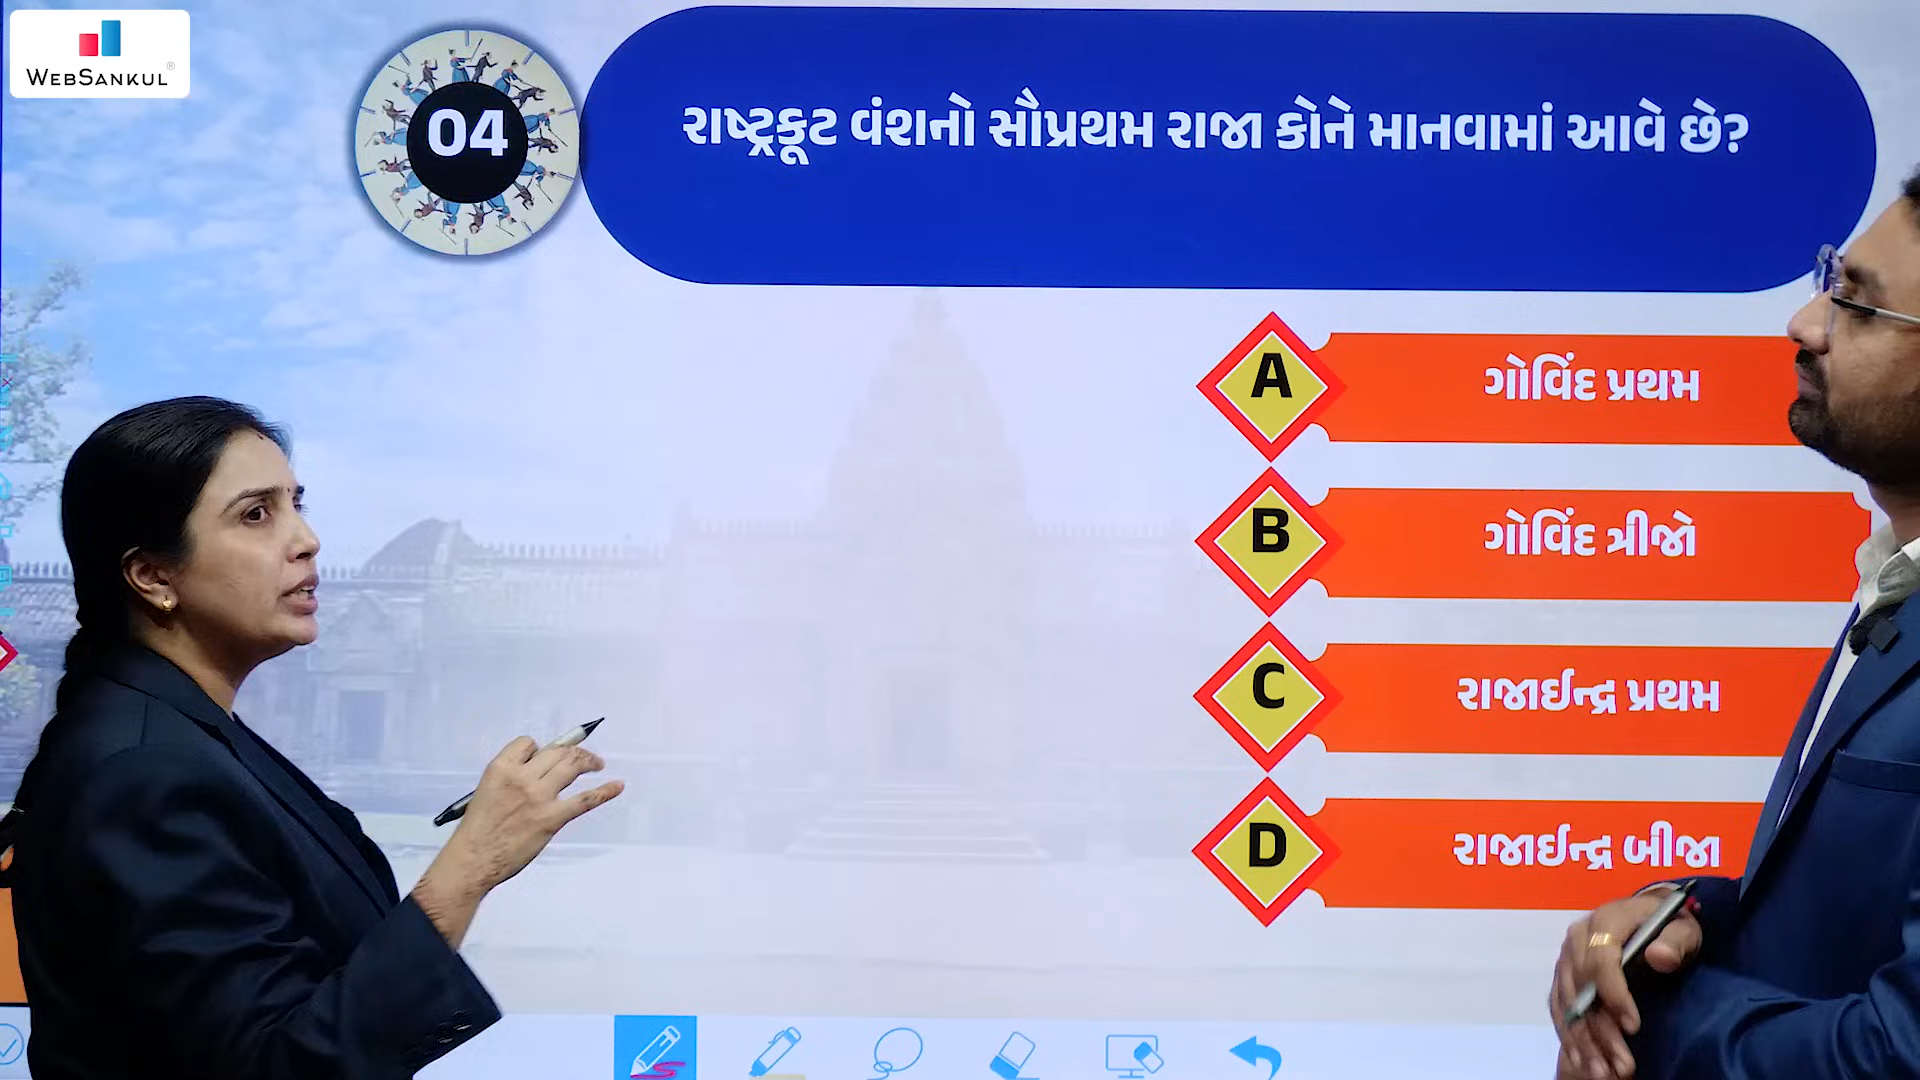 WEBSANKUL
04
રાષ્ટ્રકૂટ વંશનો સૌપ્રથમ રાજા કોને માનવામાં આવે છે?
A
ગોવિંદ પ્રથમ
B
ગોવિંદ ત્રીજો
C
રાજાઈન્દ્ર પ્રથમ
D
રાજાઈન્દ્ર બીજા